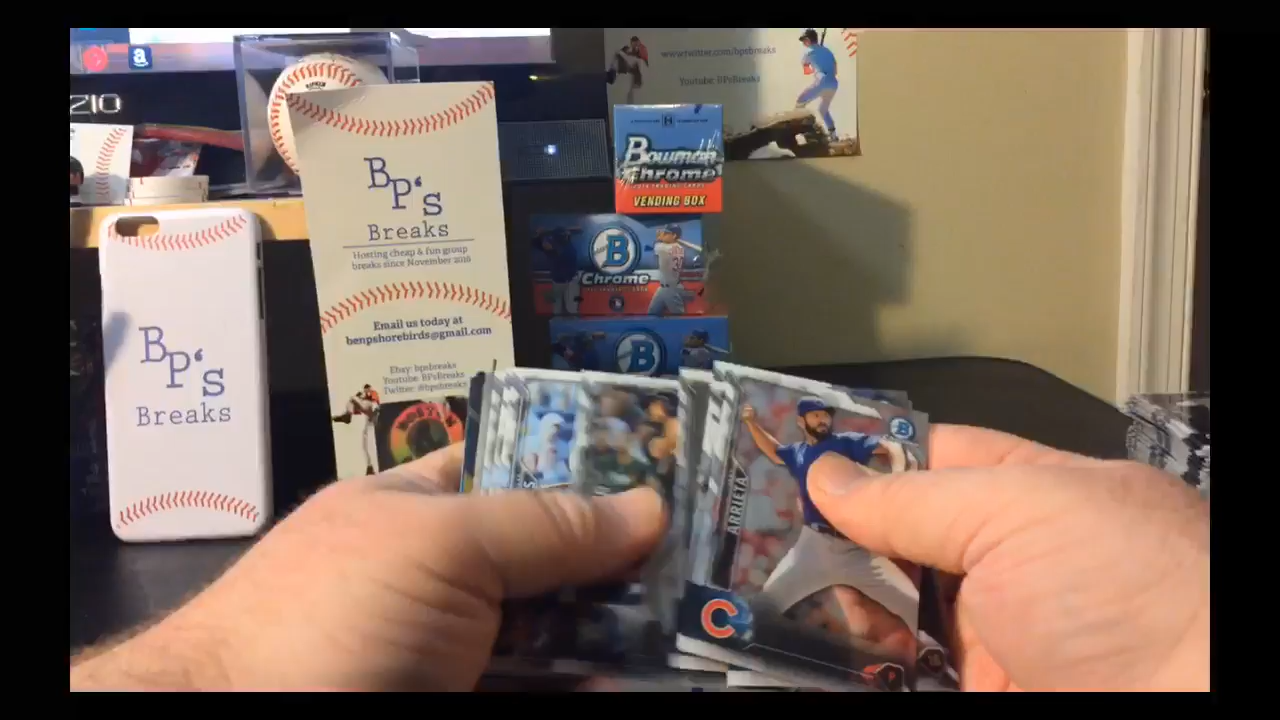 ZIO
www.twitter.com/bpsbreaks
Youtube: BPsBreaks
BP's
Breaks
Hosting cheap & fun group
breaks since November 2016
Email us today at
benpshorebirds@gmail.com
Ebay: bpsbreaks
Youtube: BPsBreaks
Twitter: @bpsbreaks
BP's
Breaks
Bowman
Chrome
VENDING BOX
B
Chrome
B
B
ARRIETA
C
P